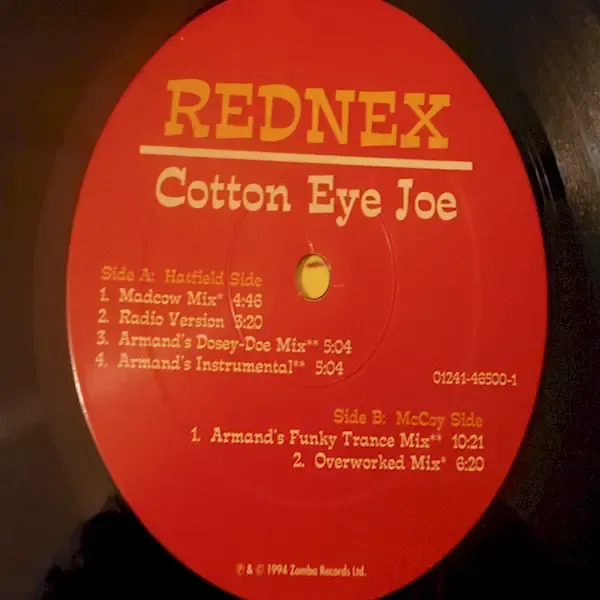 REDNEX
Cotton Eye Joe
Side A: Hatfield Side
1. Madcow Mix* 4:46
2. Radio Version 3:20
3. Armand's Dosey-Doe Mix** 5:04
4. Armand's Instrumental** 5:04
01241-46500-1
Side B: McCoy Side
1. Armand's Funky Trance Mix** 10:21
2. Overworked Mix* 6:20
℗ & © 1994 Zomba Records Ltd.